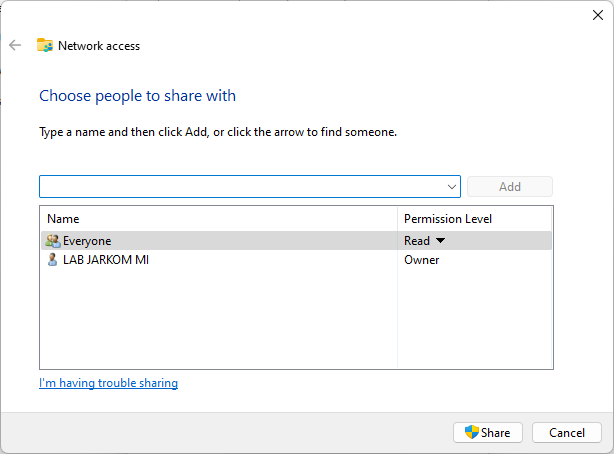 Network access
Choose people to share with
Type a name and then click Add, or click the arrow to find someone.
Add
Name Permission Level
Everyone Read
LAB JARKOM MI Owner
I'm having trouble sharing
Share Cancel